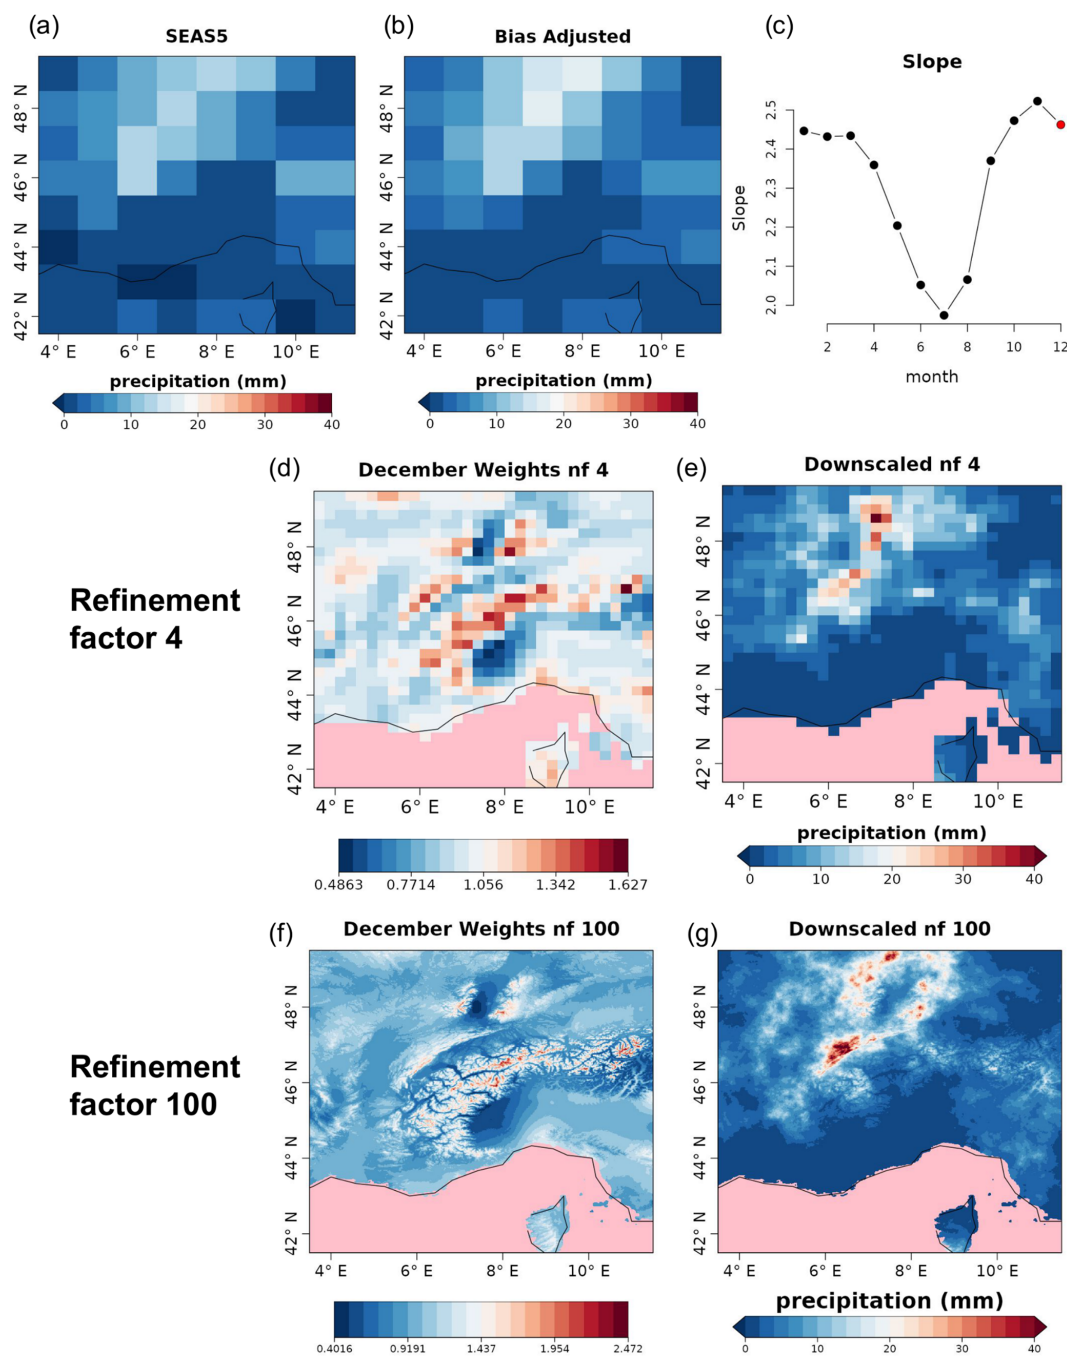 (a)
SEAS5
48° N
46° N
44° N
42° N
4° E 6° E 8° E 10° E
precipitation (mm)
0 10 20 30 40
(b)
Bias Adjusted
48° N
46° N
44° N
42° N
4° E 6° E 8° E 10° E
precipitation (mm)
0 10 20 30 40
(c)
Slope
Slope
2.5
2.4
2.3
2.2
2.1
2.0
2 4 6 8 10 12
month
Refinement
factor 4
(d)
December Weights nf 4
48° N
46° N
44° N
42° N
4° E 6° E 8° E 10° E
0.4863 0.7714 1.056 1.342 1.627
(e)
Downscaled nf 4
48° N
46° N
44° N
42° N
4° E 6° E 8° E 10° E
precipitation (mm)
0 10 20 30 40
Refinement
factor 100
(f)
December Weights nf 100
48° N
46° N
44° N
42° N
4° E 6° E 8° E 10° E
0.4016 0.9191 1.437 1.954 2.472
(g)
Downscaled nf 100
48° N
46° N
44° N
42° N
4° E 6° E 8° E 10° E
precipitation (mm)
0 10 20 30 40